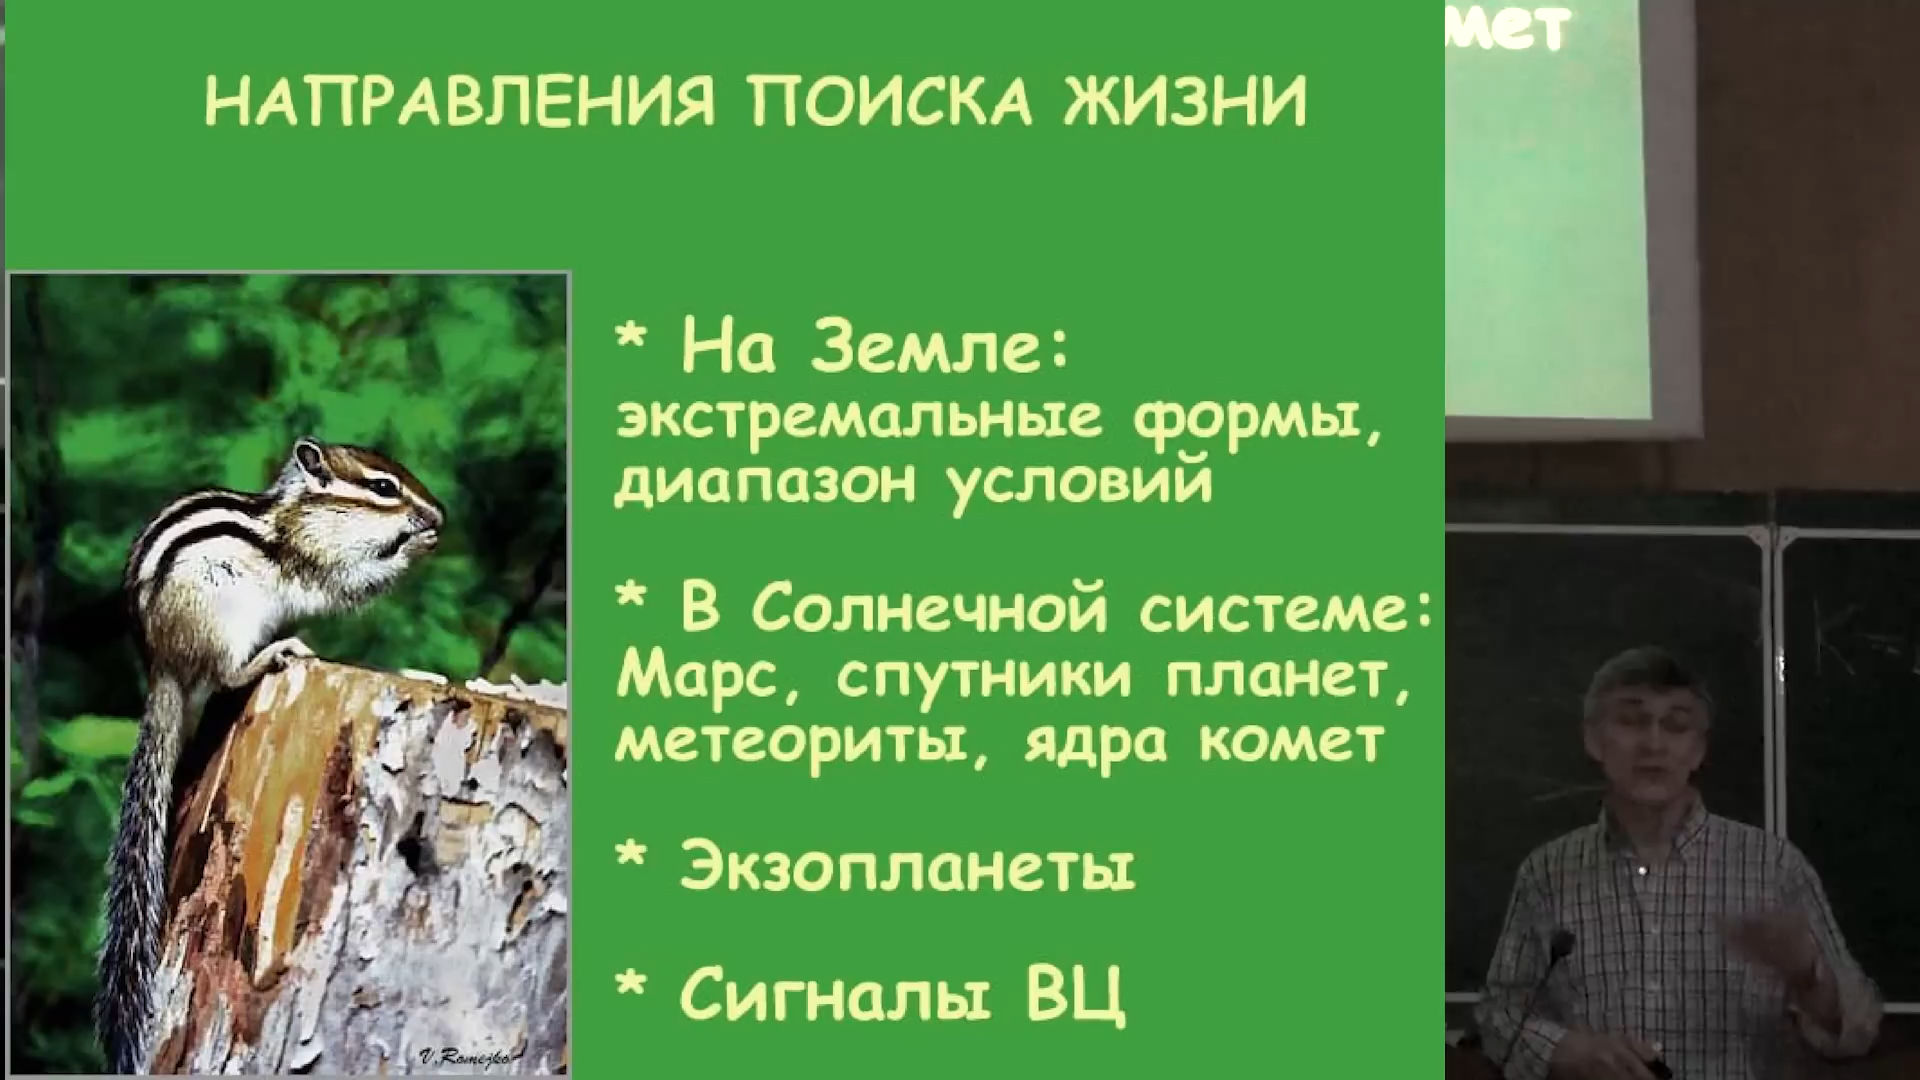 НАПРАВЛЕНИЯ ПОИСКА ЖИЗНИ
* На Земле:
экстремальные формы,
диапазон условий
* В Солнечной системе:
Марс, спутники планет,
метеориты, ядра комет
* Экзопланеты
* Сигналы ВЦ
V.Romejko
мет